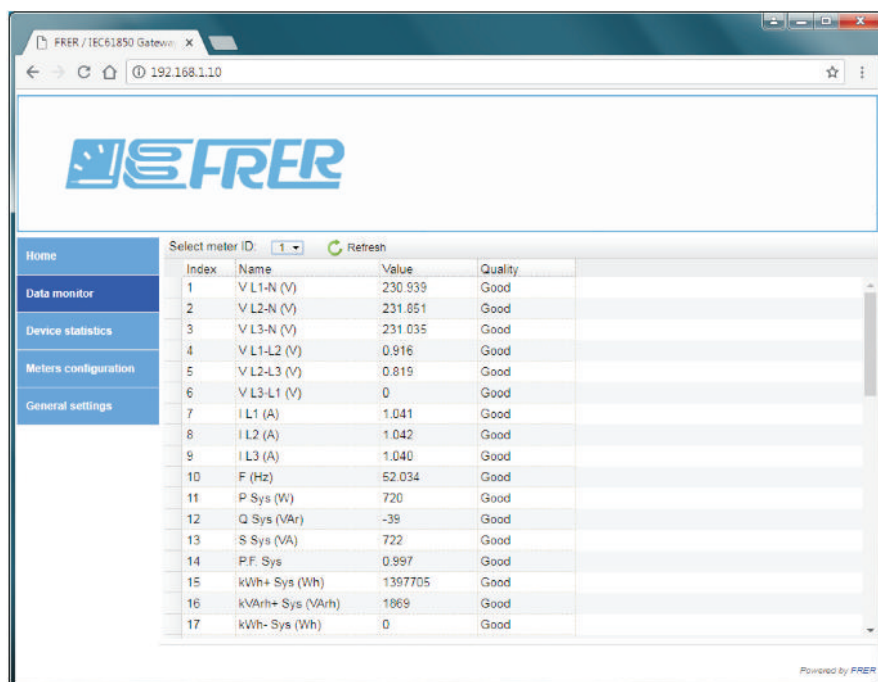 FRER / IEC61850 Gatewa
192.168.1.10
FRER
Home
Data monitor
Device statistics
Meters configuration
General settings
Select meter ID: 1 Refresh
Index Name Value Quality
1 V L1-N (V) 230.939 Good
2 V L2-N (V) 231.851 Good
3 V L3-N (V) 231.035 Good
4 V L1-L2 (V) 0.916 Good
5 V L2-L3 (V) 0.819 Good
6 V L3-L1 (V) 0 Good
7 I L1 (A) 1.041 Good
8 I L2 (A) 1.042 Good
9 I L3 (A) 1.040 Good
10 F (Hz) 52.034 Good
11 P Sys (W) 720 Good
12 Q Sys (VAr) -39 Good
13 S Sys (VA) 722 Good
14 P.F. Sys 0.997 Good
15 kWh+ Sys (Wh) 1397705 Good
16 kVArh+ Sys (VArh) 1869 Good
17 kWh- Sys (Wh) 0 Good
Powered by FRER